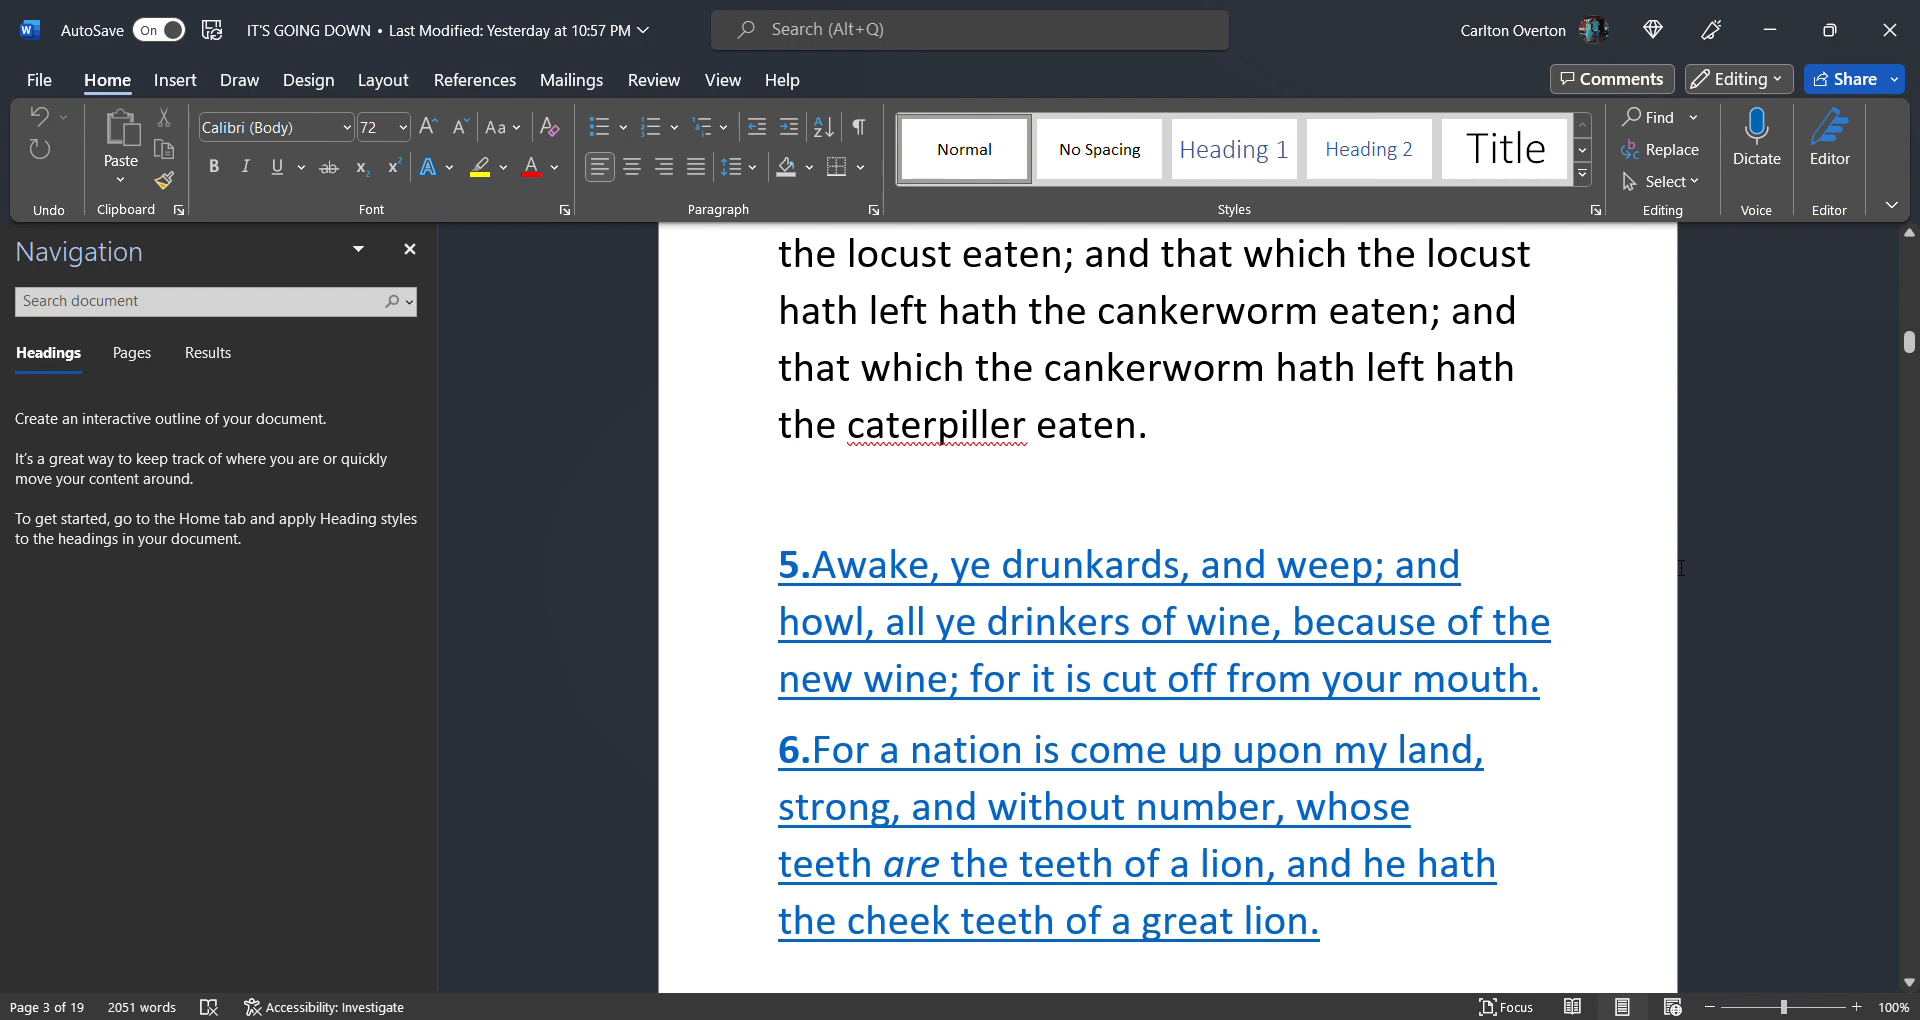 AutoSave On IT'S GOING DOWN • Last Modified: Yesterday at 10:57 PM Search (Alt+Q) Carlton Overton
File Home Insert Draw Design Layout References Mailings Review View Help Comments Editing Share
Calibri (Body) 72 Aa
Paste
B I U ab x₂ x² A A
Normal No Spacing Heading 1 Heading 2 Title
Find
Replace
Select
Dictate Editor
Undo Clipboard Font Paragraph Styles Editing Voice Editor
Navigation
Search document
Headings Pages Results
Create an interactive outline of your document.
It's a great way to keep track of where you are or quickly
move your content around.
To get started, go to the Home tab and apply Heading styles
to the headings in your document.
the locust eaten; and that which the locust
hath left hath the cankerworm eaten; and
that which the cankerworm hath left hath
the caterpiller eaten.
5.Awake, ye drunkards, and weep; and
howl, all ye drinkers of wine, because of the
new wine; for it is cut off from your mouth.
6.For a nation is come up upon my land,
strong, and without number, whose
teeth are the teeth of a lion, and he hath
the cheek teeth of a great lion.
Page 3 of 19 2051 words Accessibility: Investigate Focus 100%